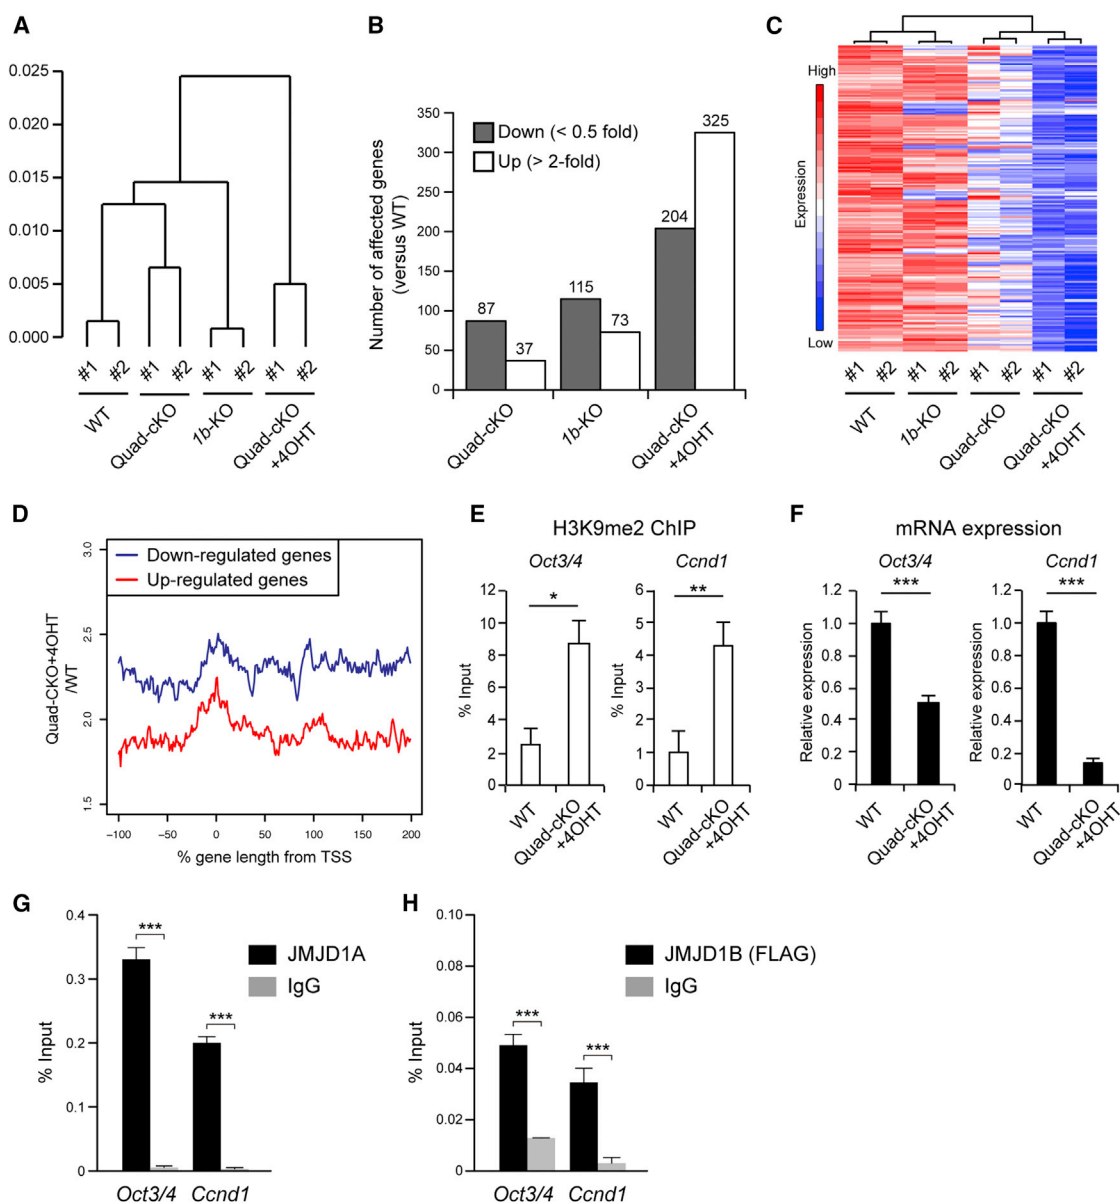 A
0.025
0.020
0.015
0.010
0.005
0.000
#1
#2
#1
#2
#1
#2
#1
#2
WT
Quad-cKO
1b-KO
Quad-cKO
+4OHT
B
Number of affected genes
(versus WT)
350
300
250
200
150
100
50
0
Down (< 0.5 fold)
Up (> 2-fold)
87
37
115
73
204
325
Quad-cKO
1b-KO
Quad-cKO
+4OHT
C
High
Expression
Low
#1
#2
#1
#2
#1
#2
#1
#2
WT
1b-KO
Quad-cKO
Quad-cKO
+4OHT
D
Quad-CKO+4OHT
/WT
3.0
2.5
2.0
1.5
Down-regulated genes
Up-regulated genes
−100
−50
0
50
100
150
200
% gene length from TSS
E
H3K9me2 ChIP
Oct3/4
% Input
12
10
8
6
4
2
0
*
WT
Quad-cKO
+4OHT
Ccnd1
% Input
6
5
4
3
2
1
0
**
WT
Quad-cKO
+4OHT
F
mRNA expression
Oct3/4
Relative expression
1.2
1.0
0.8
0.6
0.4
0.2
0
***
WT
Quad-cKO
+4OHT
Ccnd1
Relative expression
1.2
1.0
0.8
0.6
0.4
0.2
0
***
WT
Quad-cKO
+4OHT
G
% Input
0.4
0.3
0.2
0.1
0
***
***
JMJD1A
IgG
Oct3/4
Ccnd1
H
% Input
0.10
0.08
0.06
0.04
0.02
0
***
***
JMJD1B (FLAG)
IgG
Oct3/4
Ccnd1